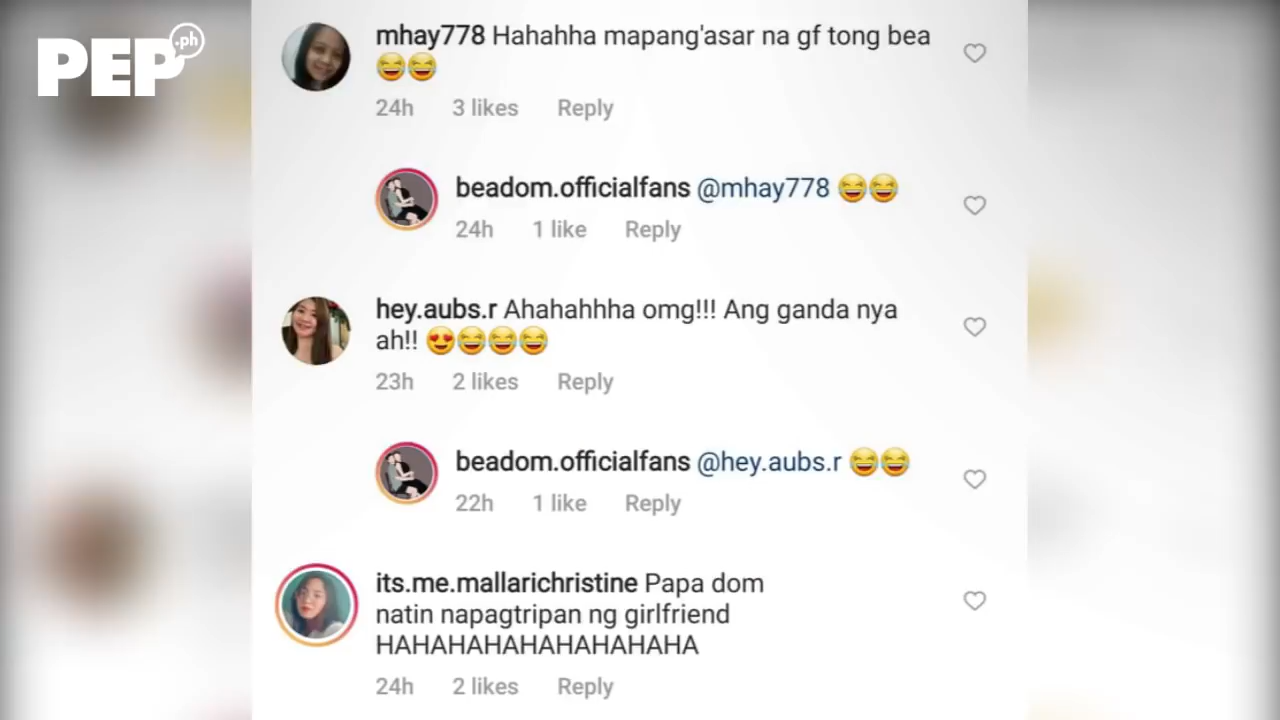 PEP.ph
mhay778 Hahahha mapang'asar na gf tong bea
😂😂
24h 3 likes Reply
beadom.officialfans @mhay778 😂😂
24h 1 like Reply
hey.aubs.r Ahahahhha omg!!! Ang ganda nya
ah!! 😍😂😂😂
23h 2 likes Reply
beadom.officialfans @hey.aubs.r 😂😂
22h 1 like Reply
its.me.mallarichristine Papa dom
natin napagtripan ng girlfriend
HAHAHAHAHAHAHAHAHA
24h 2 likes Reply